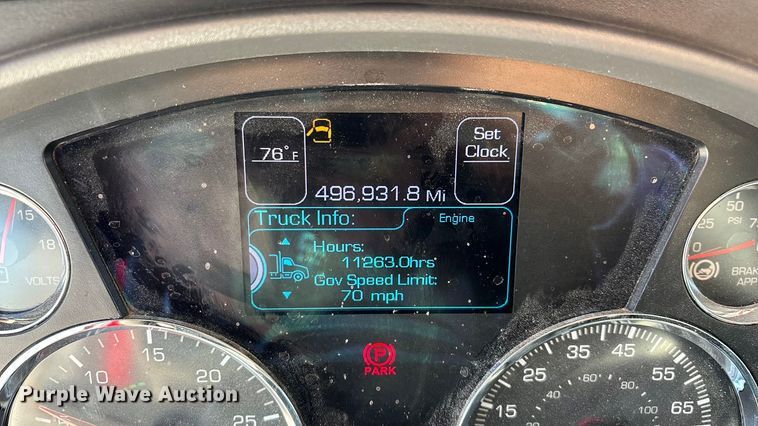 76°F
Set
Clock
496,931.8 Mi
Truck Info:
Engine
Hours:
11263.0hrs
Gov Speed Limit:
70 mph
PARK
15
18
VOLTS
25
50
75
PSI
0
BRAK
APP
10
15
20
25
15
25
35
45
55
65
30
60
80
100
Purple Wave Auction